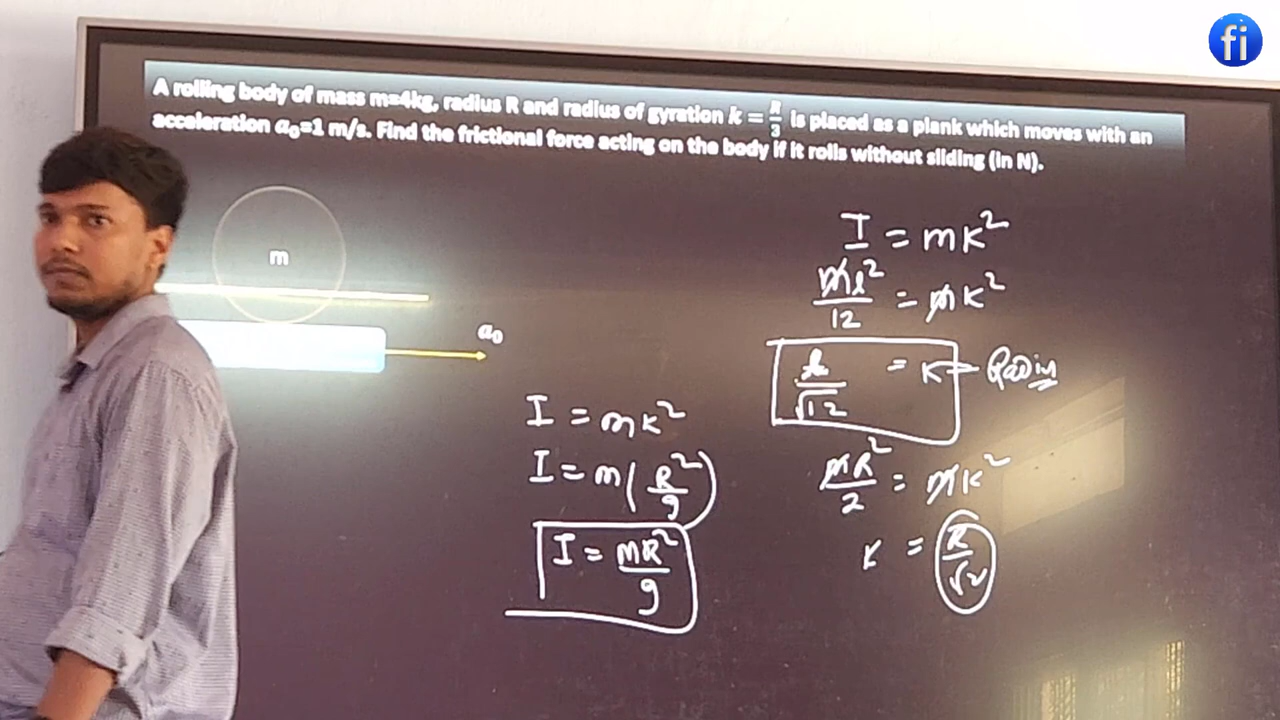 fi
A rolling body of mass m=4kg, radius R and radius of gyration k = R/3 is placed as a plank which moves with an
acceleration a₀=1 m/s. Find the frictional force acting on the body if it rolls without sliding (in N).
m
a₀
I = mk²
I = m(R²/9)
I = mR²/9
I = mk²
ml²/12 = mk²
l/√12 = k
mR²/2 = mk²
k = R/√2